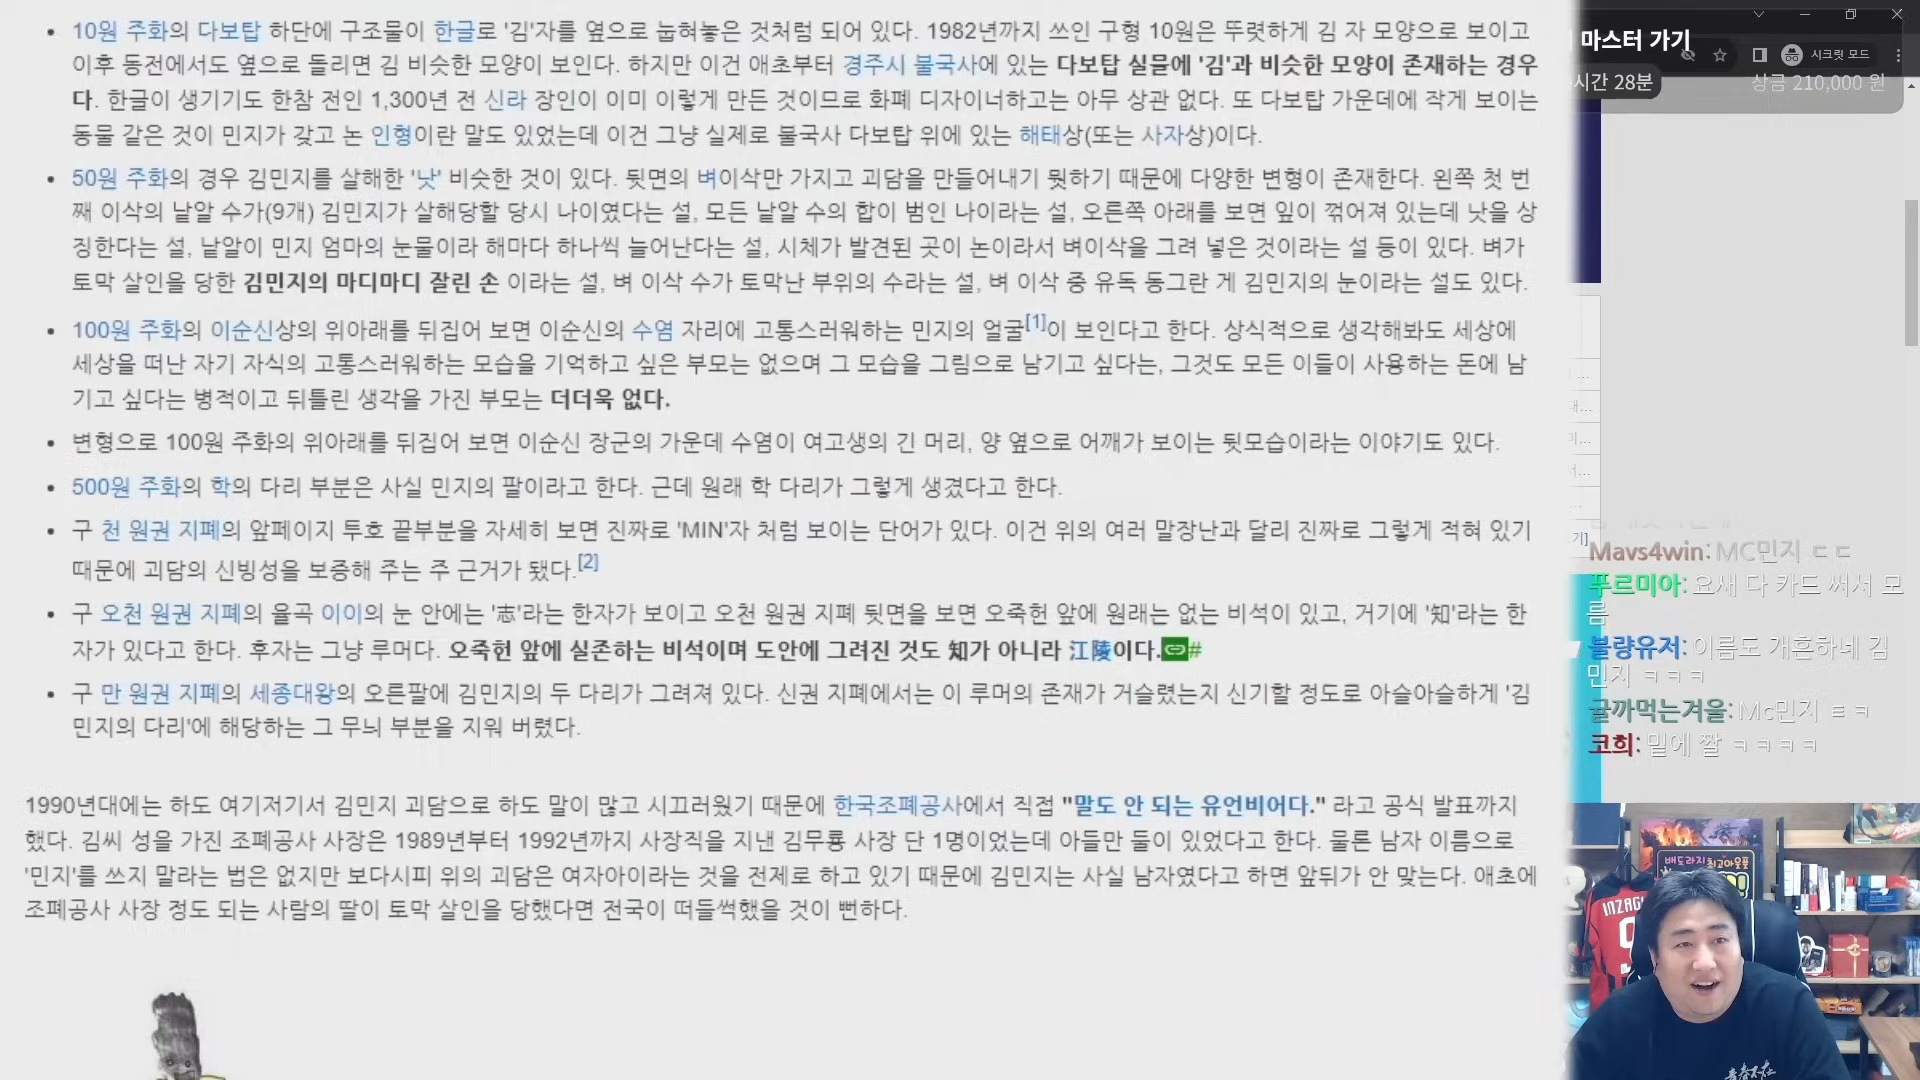 10원 주화의 다보탑 하단에 구조물이 한글로 '김'자를 옆으로 눕혀놓은 것처럼 되어 있다. 1982년까지 쓰인 구형 10원은 뚜렷하게 김 자 모양으로 보이고
이후 동전에서도 옆으로 돌리면 김 비슷한 모양이 보인다. 하지만 이건 애초부터 경주시 불국사에 있는 다보탑 실물에 '김'과 비슷한 모양이 존재하는 경우
다. 한글이 생기기도 한참 전인 1,300년 전 신라 장인이 이미 이렇게 만든 것이므로 화폐 디자이너하고는 아무 상관 없다. 또 다보탑 가운데에 작게 보이는
동물 같은 것이 민지가 갖고 논 인형이란 말도 있었는데 이건 그냥 실제로 불국사 다보탑 위에 있는 해태상(또는 사자상)이다.
50원 주화의 경우 김민지를 살해한 '낫' 비슷한 것이 있다. 뒷면의 벼이삭만 가지고 괴담을 만들어내기 뭣하기 때문에 다양한 변형이 존재한다. 왼쪽 첫 번
째 이삭의 낱알 수가(9개) 김민지가 살해당할 당시 나이였다는 설, 모든 낱알 수의 합이 범인 나이라는 설, 오른쪽 아래를 보면 잎이 꺾어져 있는데 낫을 상
징한다는 설, 낱알이 민지 엄마의 눈물이라 해마다 하나씩 늘어난다는 설, 시체가 발견된 곳이 논이라서 벼이삭을 그려 넣은 것이라는 설 등이 있다. 벼가
토막 살인을 당한 김민지의 마디마디 잘린 손 이라는 설, 벼 이삭 수가 토막난 부위의 수라는 설, 벼 이삭 중 유독 동그란 게 김민지의 눈이라는 설도 있다.
100원 주화의 이순신상의 위아래를 뒤집어 보면 이순신의 수염 자리에 고통스러워하는 민지의 얼굴[1]이 보인다고 한다. 상식적으로 생각해봐도 세상에
세상을 떠난 자기 자식의 고통스러워하는 모습을 기억하고 싶은 부모는 없으며 그 모습을 그림으로 남기고 싶다는, 그것도 모든 이들이 사용하는 돈에 남
기고 싶다는 병적이고 뒤틀린 생각을 가진 부모는 더더욱 없다.
변형으로 100원 주화의 위아래를 뒤집어 보면 이순신 장군의 가운데 수염이 여고생의 긴 머리, 양 옆으로 어깨가 보이는 뒷모습이라는 이야기도 있다.
500원 주화의 학의 다리 부분은 사실 민지의 팔이라고 한다. 근데 원래 학 다리가 그렇게 생겼다고 한다.
구 천 원권 지폐의 앞페이지 투호 끝부분을 자세히 보면 진짜로 'MIN'자 처럼 보이는 단어가 있다. 이건 위의 여러 말장난과 달리 진짜로 그렇게 적혀 있기
때문에 괴담의 신빙성을 보증해 주는 주 근거가 됐다.[2]
구 오천 원권 지폐의 율곡 이이의 눈 안에는 '志'라는 한자가 보이고 오천 원권 지폐 뒷면을 보면 오죽헌 앞에 원래는 없는 비석이 있고, 거기에 '知'라는 한
자가 있다고 한다. 후자는 그냥 루머다. 오죽헌 앞에 실존하는 비석이며 도안에 그려진 것도 知가 아니라 江陵이다.#
구 만 원권 지폐의 세종대왕의 오른팔에 김민지의 두 다리가 그려져 있다. 신권 지폐에서는 이 루머의 존재가 거슬렸는지 신기할 정도로 아슬아슬하게 '김
민지의 다리'에 해당하는 그 무늬 부분을 지워 버렸다.
1990년대에는 하도 여기저기서 김민지 괴담으로 하도 말이 많고 시끄러웠기 때문에 한국조폐공사에서 직접 "말도 안 되는 유언비어다." 라고 공식 발표까지
했다. 김씨 성을 가진 조폐공사 사장은 1989년부터 1992년까지 사장직을 지낸 김무룡 사장 단 1명이었는데 아들만 둘이 있었다고 한다. 물론 남자 이름으로
'민지'를 쓰지 말라는 법은 없지만 보다시피 위의 괴담은 여자아이라는 것을 전제로 하고 있기 때문에 김민지는 사실 남자였다고 하면 앞뒤가 안 맞는다. 애초에
조폐공사 사장 정도 되는 사람의 딸이 토막 살인을 당했다면 전국이 떠들썩했을 것이 뻔하다.
마스터 가기
시크릿 모드
시간 28분
상금 210,000 원
Mavs4win: MC민지 ㄷㄷ
푸르미아: 요새 다 카드 써서 모
름
불량유저: 이름도 개흔하네 김
민지 ㅋㅋㅋ
귤까먹는겨울: Mc민지 ㅌㅋ
코희: 밑에 짤 ㅋㅋㅋㅋ
배도라지 최고아웃풋
INZAGHI
9